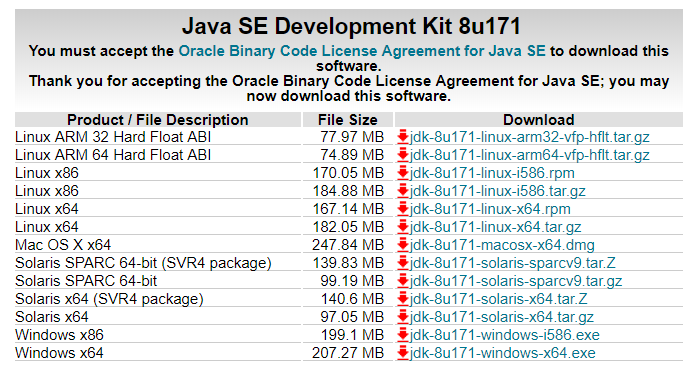 Java SE Development Kit 8u171
You must accept the Oracle Binary Code License Agreement for Java SE to download this
software.
Thank you for accepting the Oracle Binary Code License Agreement for Java SE; you may
now download this software.
Product / File Description File Size Download
Linux ARM 32 Hard Float ABI 77.97 MB jdk-8u171-linux-arm32-vfp-hflt.tar.gz
Linux ARM 64 Hard Float ABI 74.89 MB jdk-8u171-linux-arm64-vfp-hflt.tar.gz
Linux x86 170.05 MB jdk-8u171-linux-i586.rpm
Linux x86 184.88 MB jdk-8u171-linux-i586.tar.gz
Linux x64 167.14 MB jdk-8u171-linux-x64.rpm
Linux x64 182.05 MB jdk-8u171-linux-x64.tar.gz
Mac OS X x64 247.84 MB jdk-8u171-macosx-x64.dmg
Solaris SPARC 64-bit (SVR4 package) 139.83 MB jdk-8u171-solaris-sparcv9.tar.Z
Solaris SPARC 64-bit 99.19 MB jdk-8u171-solaris-sparcv9.tar.gz
Solaris x64 (SVR4 package) 140.6 MB jdk-8u171-solaris-x64.tar.Z
Solaris x64 97.05 MB jdk-8u171-solaris-x64.tar.gz
Windows x86 199.1 MB jdk-8u171-windows-i586.exe
Windows x64 207.27 MB jdk-8u171-windows-x64.exe